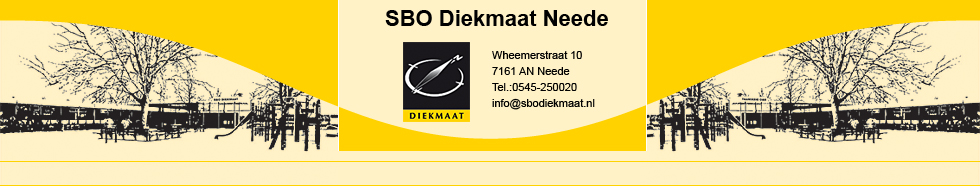 SBO Diekmaat Neede
Wheemerstraat 10
7161 AN Neede
Tel.:0545-250020
info@sbodiekmaat.nl
DIEKMAAT